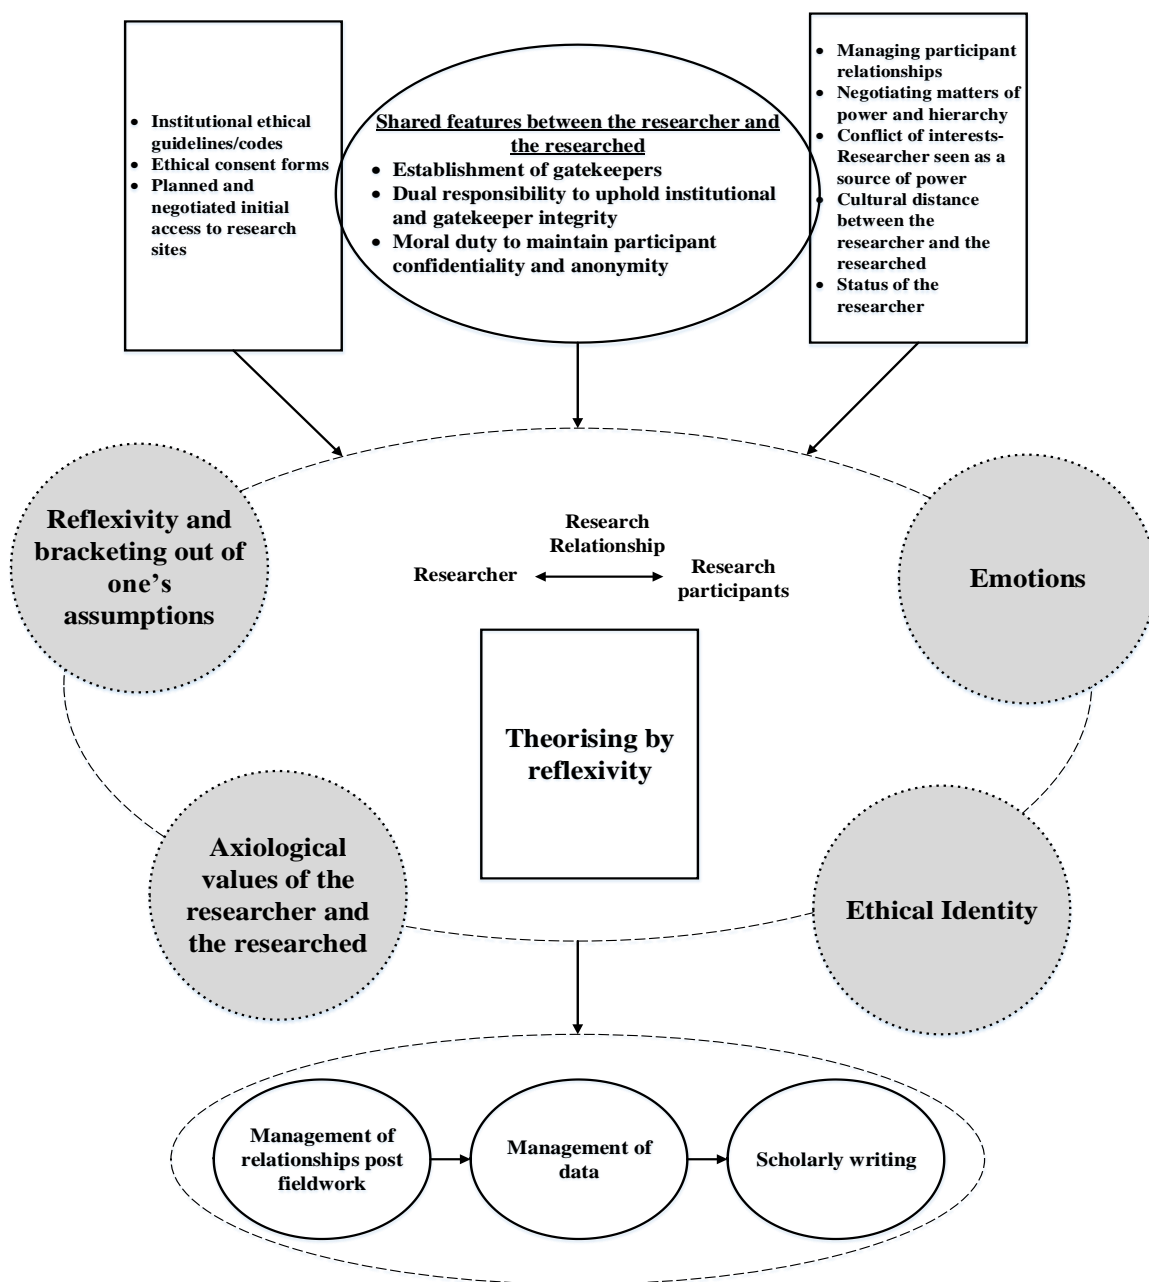 • Institutional ethical
guidelines/codes
• Ethical consent forms
• Planned and
negotiated initial
access to research
sites
Shared features between the researcher and
the researched
• Establishment of gatekeepers
• Dual responsibility to uphold institutional
and gatekeeper integrity
• Moral duty to maintain participant
confidentiality and anonymity
• Managing participant
relationships
• Negotiating matters of
power and hierarchy
• Conflict of interests-
Researcher seen as a
source of power
• Cultural distance
between the
researcher and the
researched
• Status of the
researcher
Reflexivity and
bracketing out of
one’s
assumptions
Research
Relationship
Researcher
Research
participants
Emotions
Theorising by
reflexivity
Axiological
values of the
researcher and
the researched
Ethical Identity
Management of
relationships post
fieldwork
Management of
data
Scholarly writing